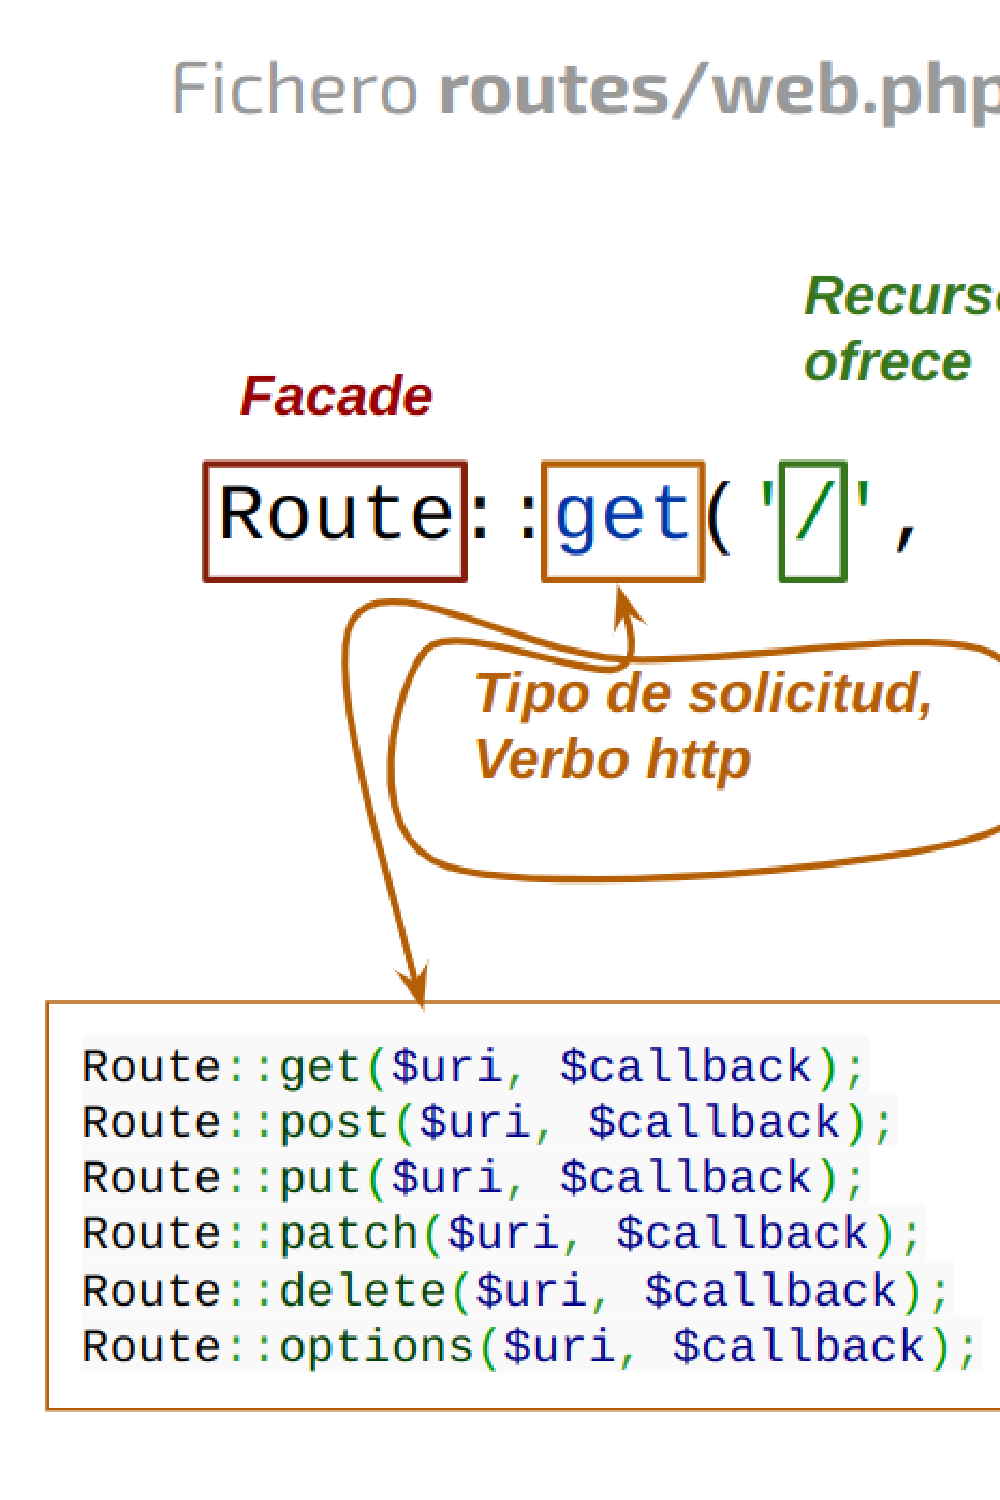 Fichero routes/web.php
Recurso
ofrece
Facade
Route::get('/',
Tipo de solicitud,
Verbo http
Route::get($uri, $callback);
Route::post($uri, $callback);
Route::put($uri, $callback);
Route::patch($uri, $callback);
Route::delete($uri, $callback);
Route::options($uri, $callback);